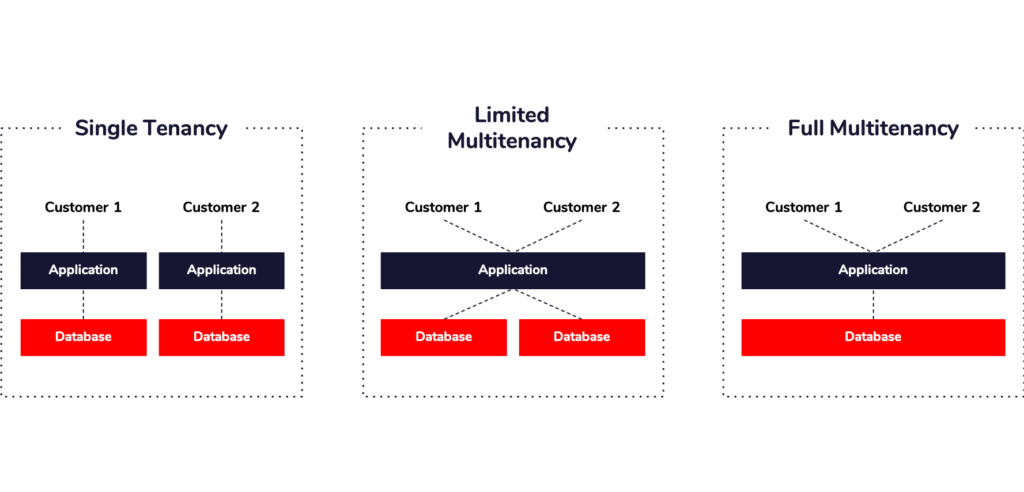 Single Tenancy
Customer 1
Customer 2
Application
Application
Database
Database
Limited
Multitenancy
Customer 1
Customer 2
Application
Database
Database
Full Multitenancy
Customer 1
Customer 2
Application
Database